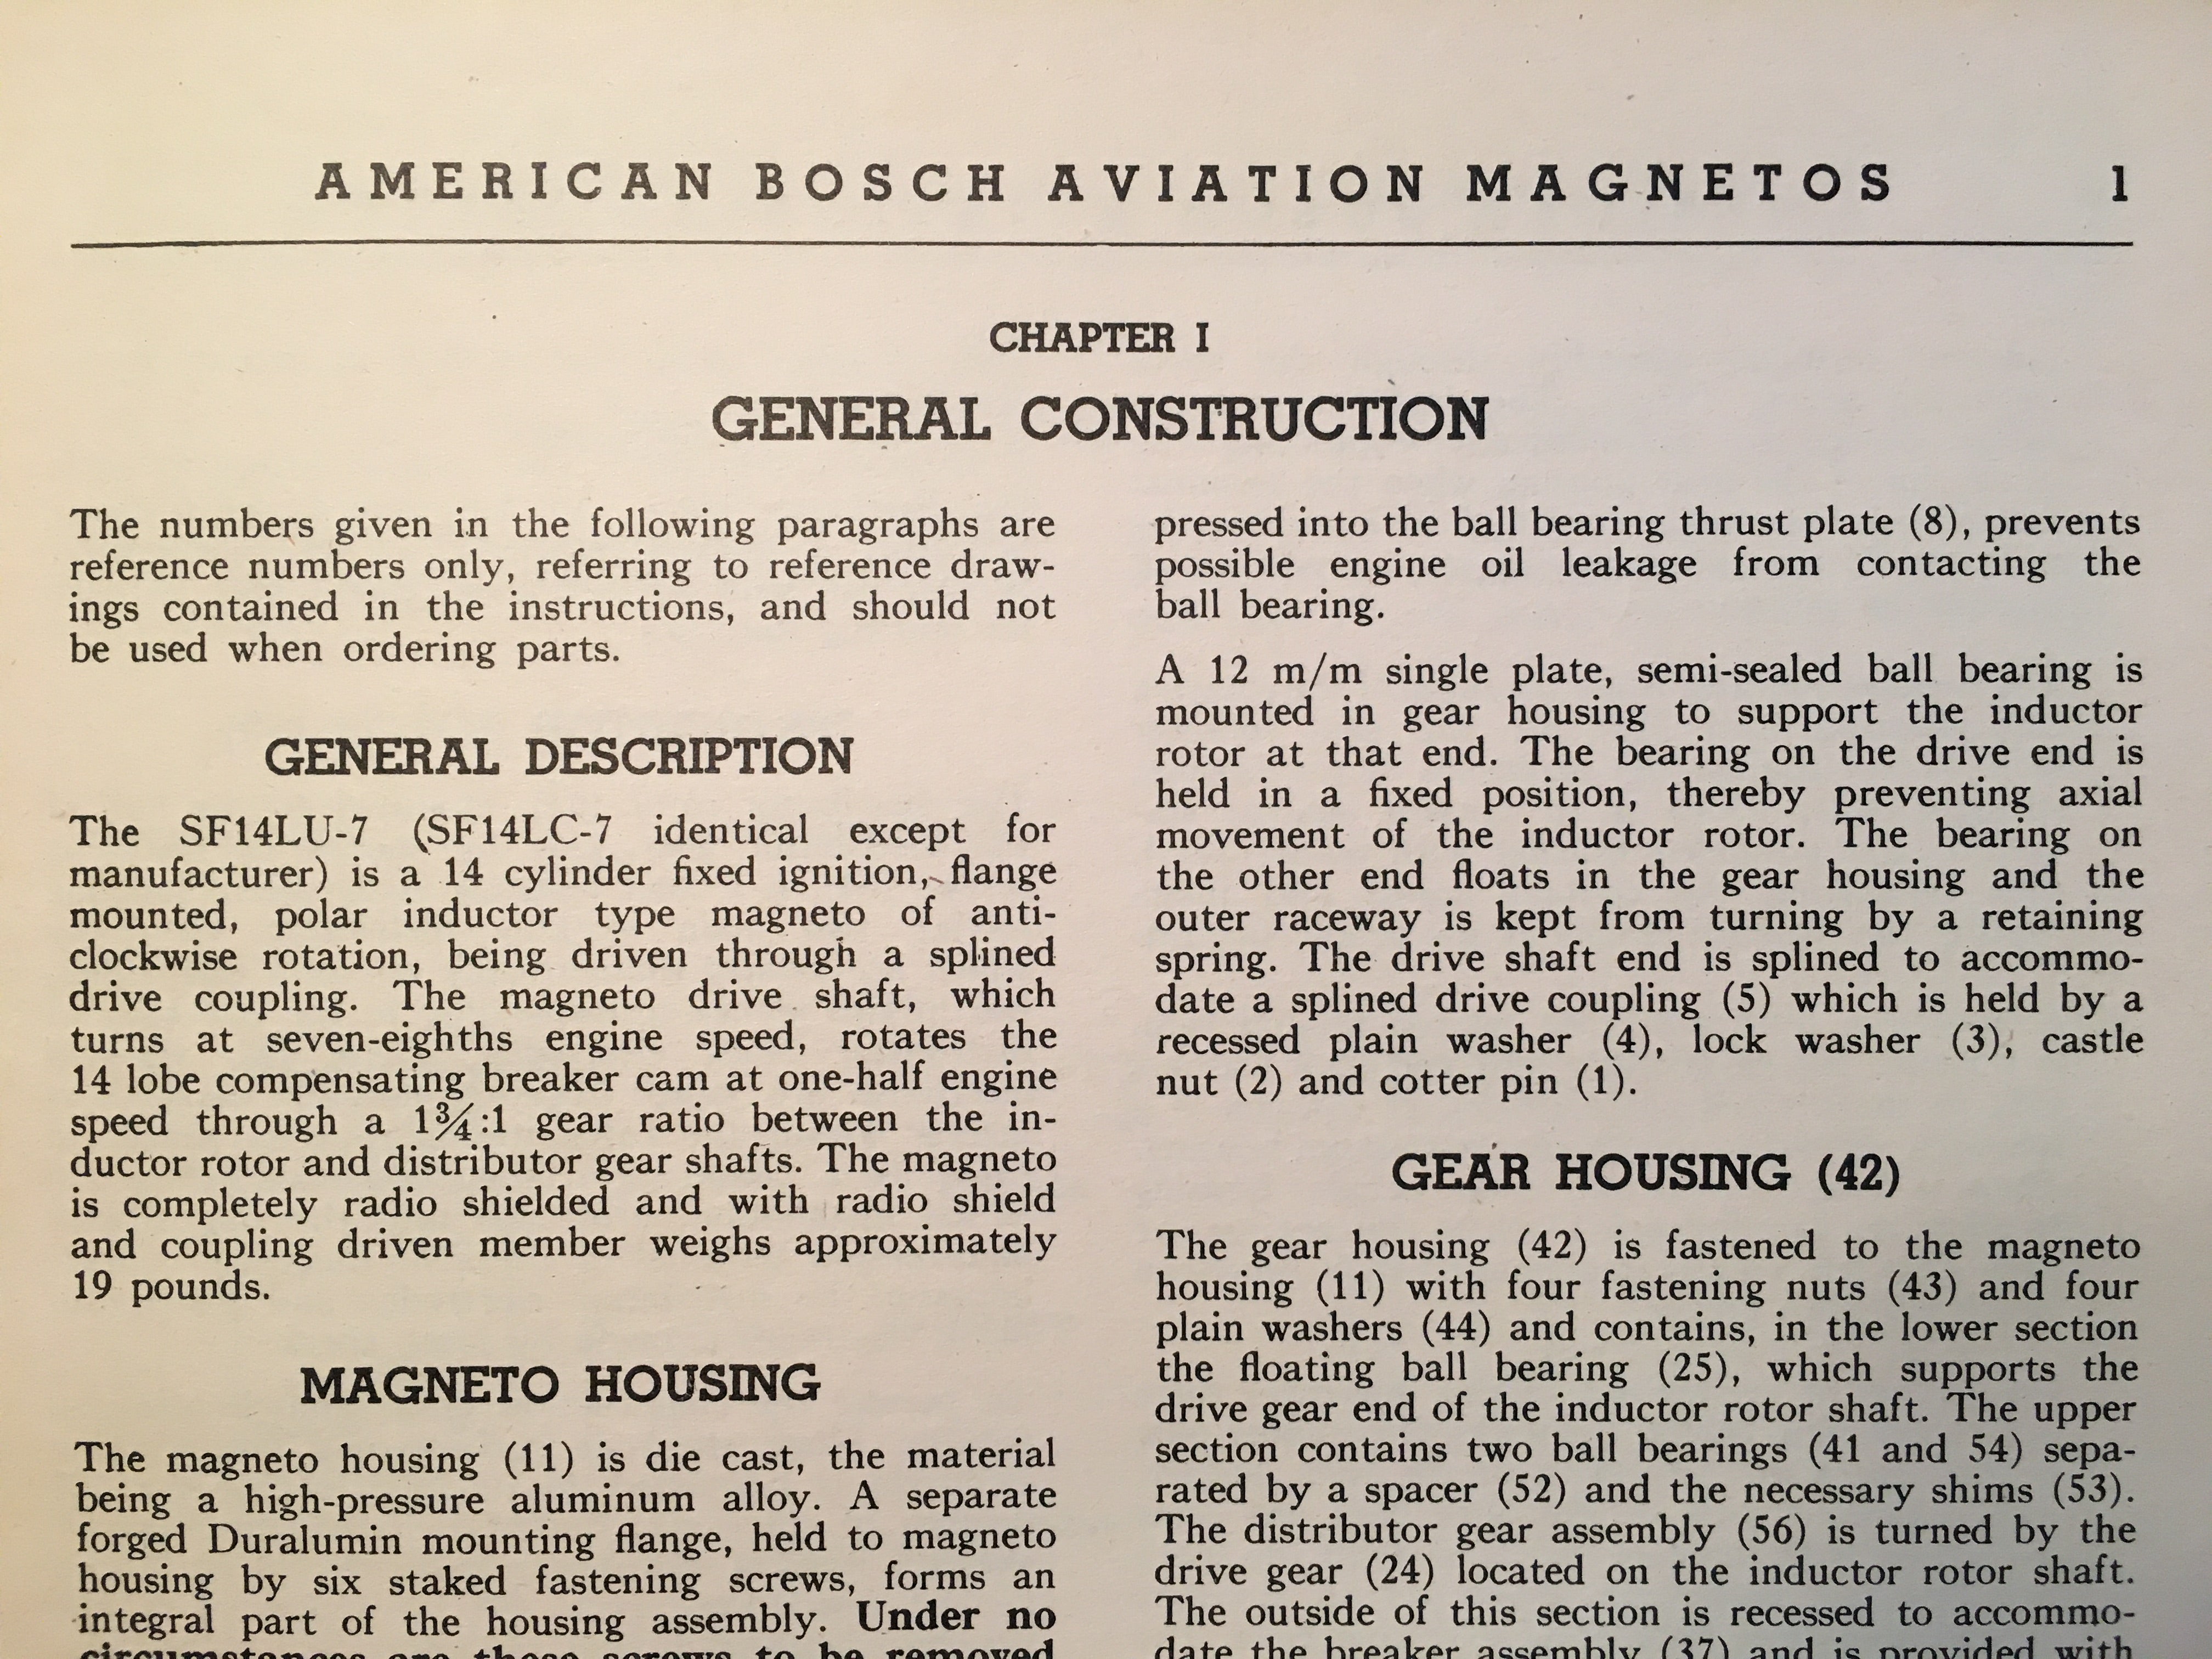 AMERICAN BOSCH AVIATION MAGNETOS 1
CHAPTER I
GENERAL CONSTRUCTION
The numbers given in the following paragraphs are
reference numbers only, referring to reference draw-
ings contained in the instructions, and should not
be used when ordering parts.
GENERAL DESCRIPTION
The SF14LU-7 (SF14LC-7 identical except for
manufacturer) is a 14 cylinder fixed ignition, flange
mounted, polar inductor type magneto of anti-
clockwise rotation, being driven through a splined
drive coupling. The magneto drive shaft, which
turns at seven-eighths engine speed, rotates the
14 lobe compensating breaker cam at one-half engine
speed through a 1¾:1 gear ratio between the in-
ductor rotor and distributor gear shafts. The magneto
is completely radio shielded and with radio shield
and coupling driven member weighs approximately
19 pounds.
MAGNETO HOUSING
The magneto housing (11) is die cast, the material
being a high-pressure aluminum alloy. A separate
forged Duralumin mounting flange, held to magneto
housing by six staked fastening screws, forms an
integral part of the housing assembly. Under no
circumstances are these screws to be removed
pressed into the ball bearing thrust plate (8), prevents
possible engine oil leakage from contacting the
ball bearing.
A 12 m/m single plate, semi-sealed ball bearing is
mounted in gear housing to support the inductor
rotor at that end. The bearing on the drive end is
held in a fixed position, thereby preventing axial
movement of the inductor rotor. The bearing on
the other end floats in the gear housing and the
outer raceway is kept from turning by a retaining
spring. The drive shaft end is splined to accommo-
date a splined drive coupling (5) which is held by a
recessed plain washer (4), lock washer (3), castle
nut (2) and cotter pin (1).
GEAR HOUSING (42)
The gear housing (42) is fastened to the magneto
housing (11) with four fastening nuts (43) and four
plain washers (44) and contains, in the lower section
the floating ball bearing (25), which supports the
drive gear end of the inductor rotor shaft. The upper
section contains two ball bearings (41 and 54) sepa-
rated by a spacer (52) and the necessary shims (53).
The distributor gear assembly (56) is turned by the
drive gear (24) located on the inductor rotor shaft.
The outside of this section is recessed to accommo-
date the breaker assembly (37) and is provided with